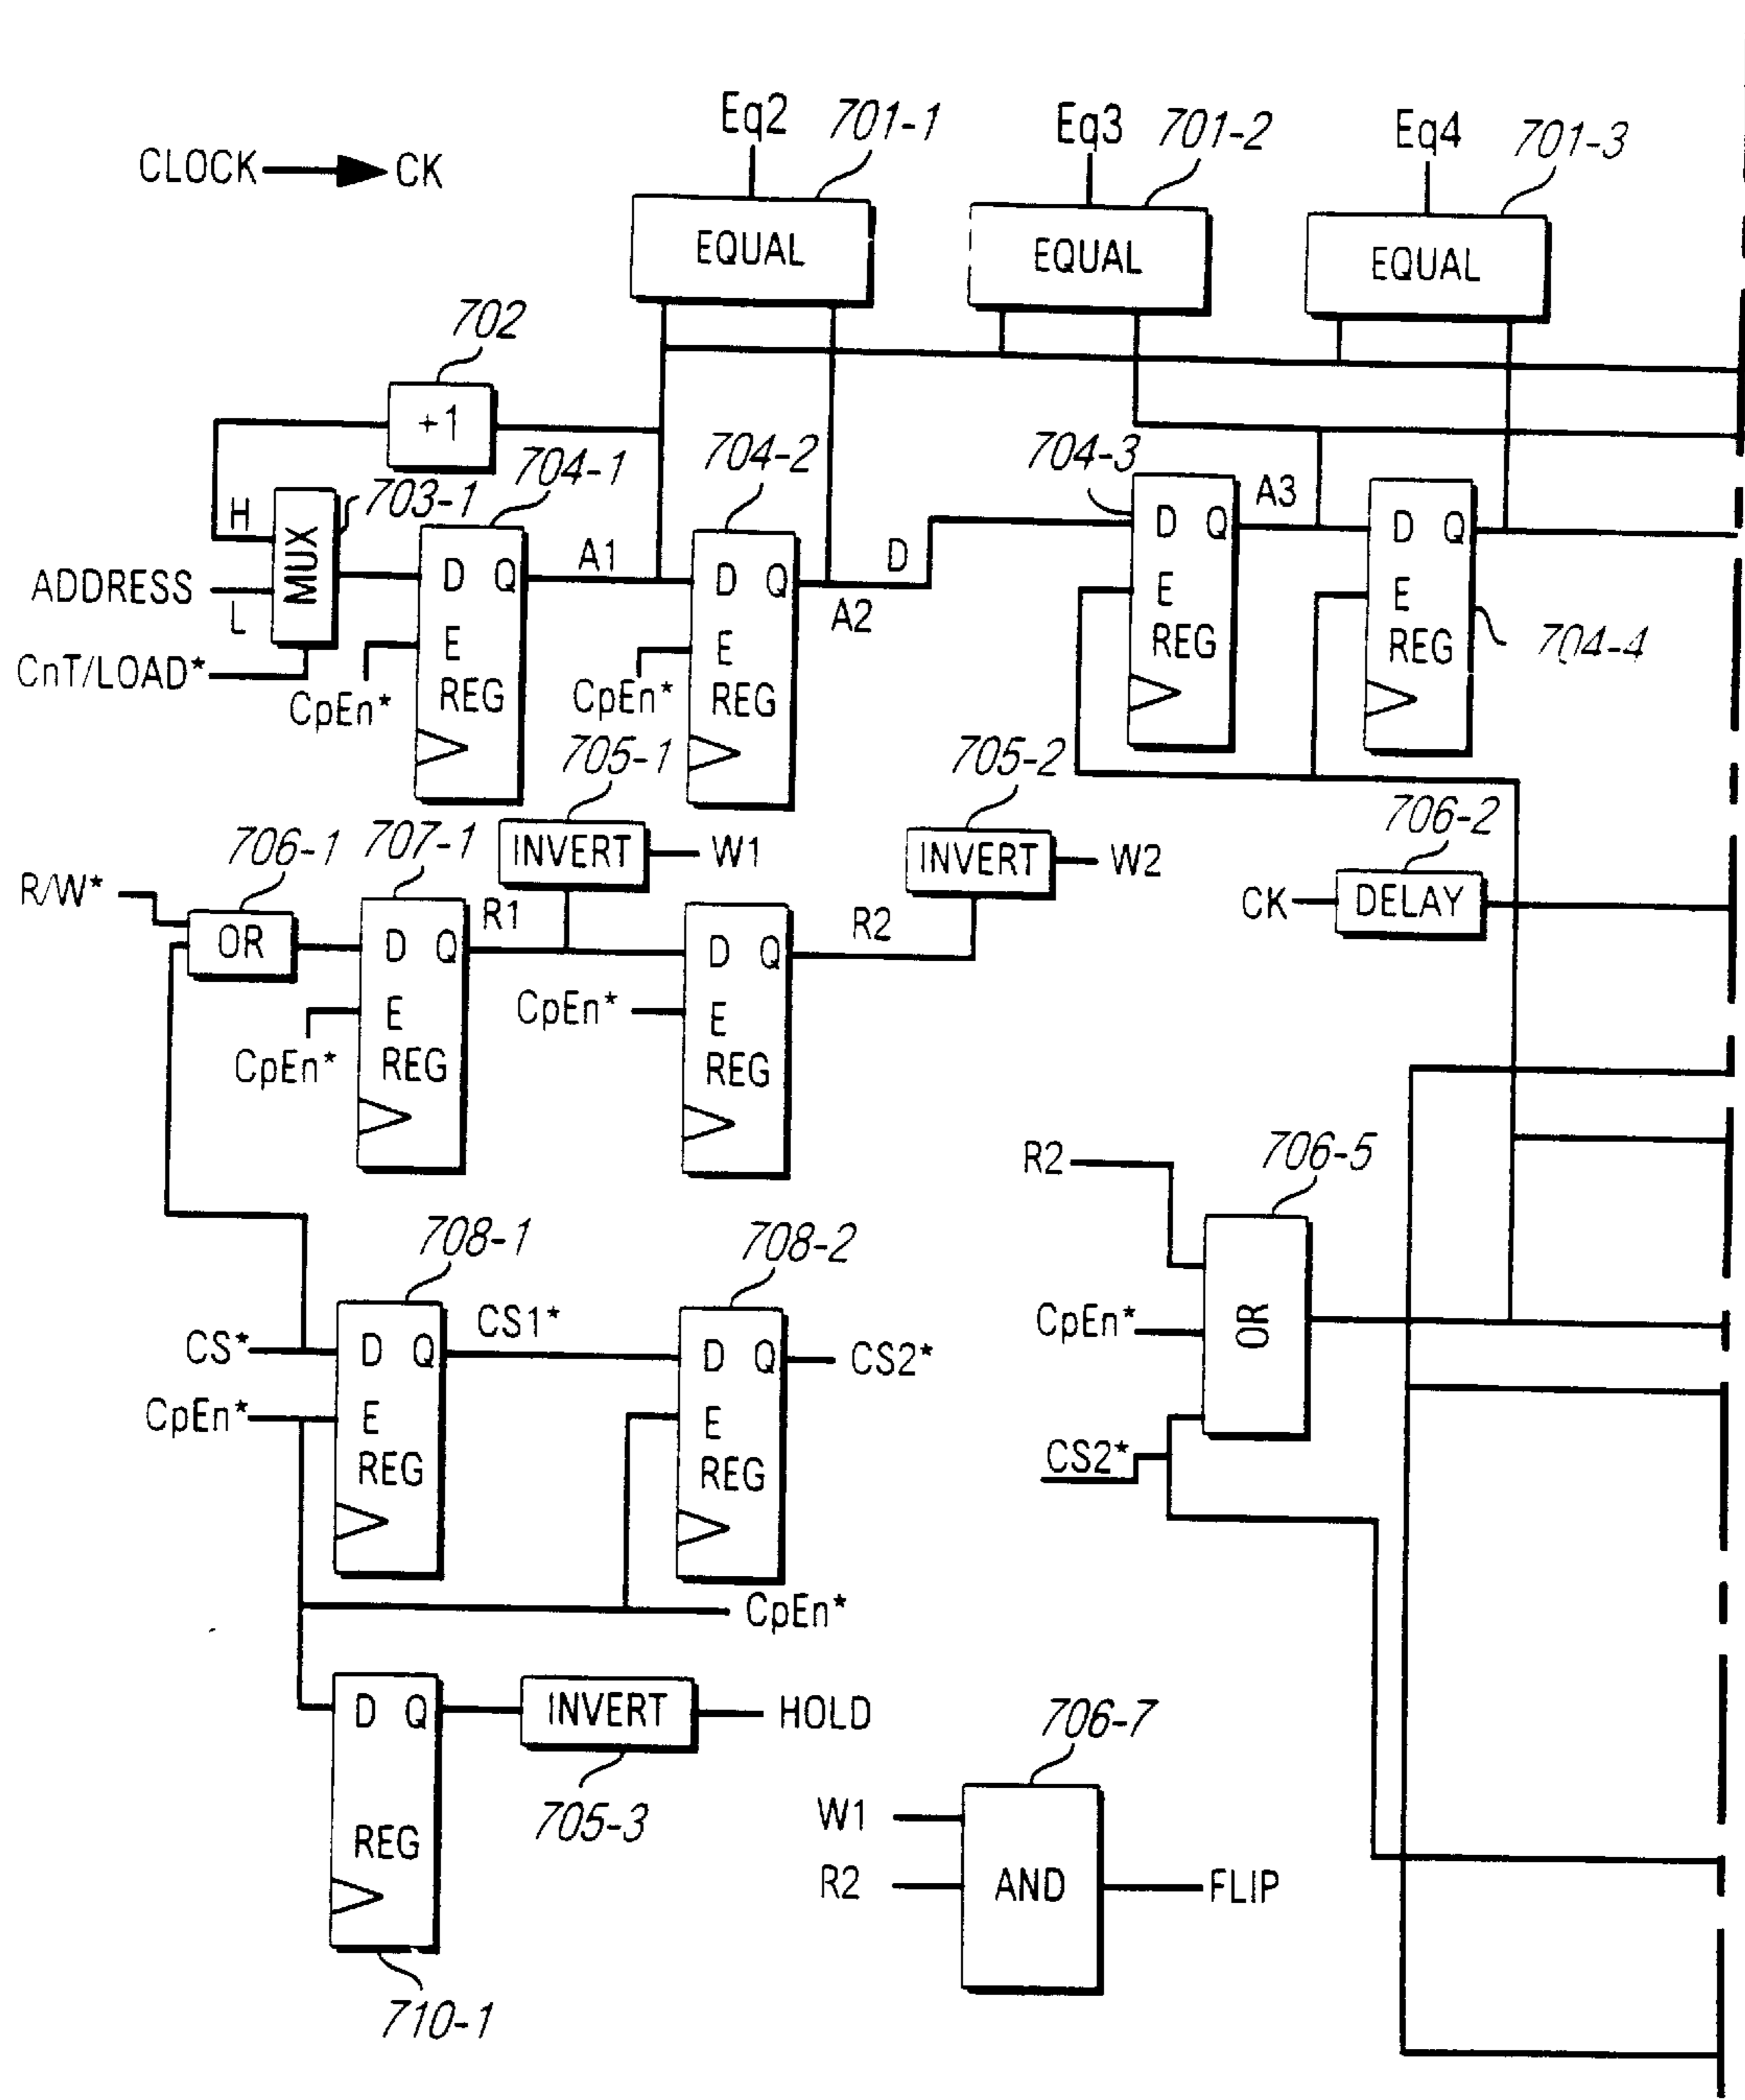 Eq2 701-1
Eq3 701-2
Eq4 701-3
CLOCK CK
EQUAL
EQUAL
EQUAL
702
+1
704-1
704-2
704-3
A3
703-1
H
MUX
ADDRESS
L
CnT/LOAD*
D Q
E
REG
CpEn*
A1
D Q
E
REG
CpEn*
A2
D
D Q
E
REG
D Q
E
REG
704-4
705-1
705-2
706-2
INVERT W1
INVERT W2
CK DELAY
706-1
707-1
R/W*
OR
D Q
E
REG
CpEn*
R1
D Q
E
REG
CpEn*
R2
R2
706-5
CpEn*
OR
CS2*
708-1
708-2
CS*
CpEn*
D Q
E
REG
CS1*
D Q
E
REG
CS2*
CpEn*
D Q
REG
INVERT HOLD
705-3
710-1
706-7
W1
R2
AND
FLIP